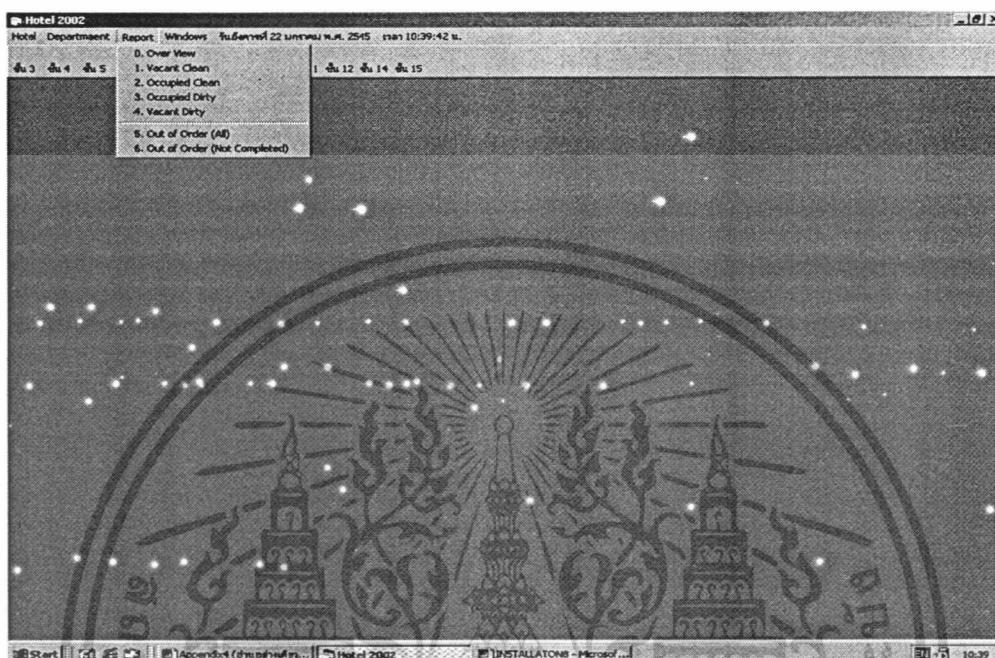 Hotel 2002
Hotel Departmaent Report Windows วันอังคารที่ 22 มกราคม พ.ศ. 2545 เวลา 10:39:42 น.
0. Over View
1. Vacant Clean
2. Occupied Clean
3. Occupied Dirty
4. Vacant Dirty
5. Out of Order (All)
6. Out of Order (Not Completed)
ชั้น 3 ชั้น 4 ชั้น 5 1 ชั้น 12 ชั้น 14 ชั้น 15
Start Hotel 2002 INSTALLATON8 - Microsof... 10:39